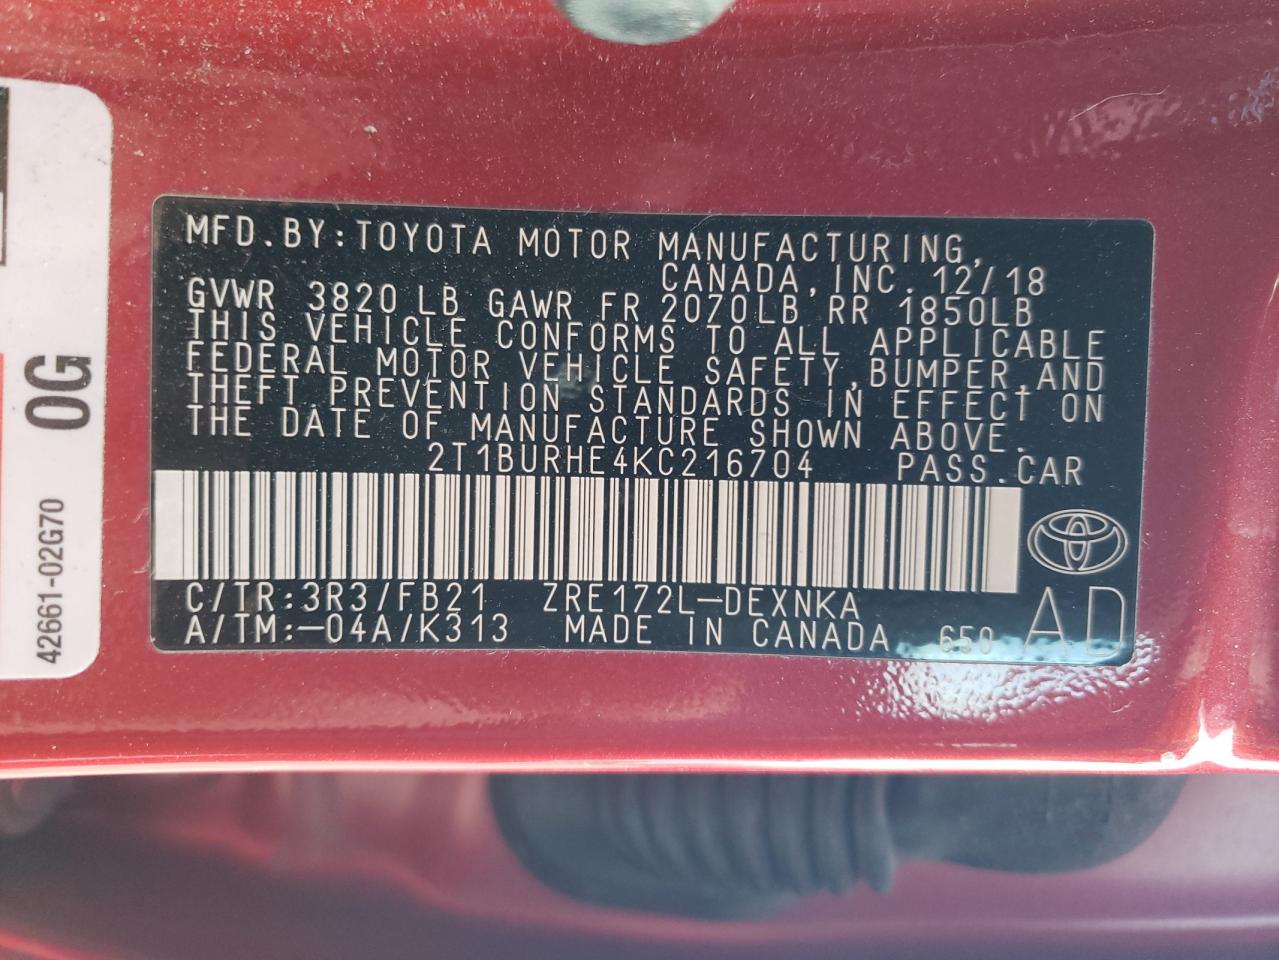 MFD.BY:TOYOTA MOTOR MANUFACTURING,
CANADA,INC. 12/18
GVWR 3820 LB GAWR FR 2070LB RR 1850LB
THIS VEHICLE CONFORMS TO ALL APPLICABLE
FEDERAL MOTOR VEHICLE SAFETY,BUMPER,AND
THEFT PREVENTION STANDARDS IN EFFECT ON
THE DATE OF MANUFACTURE SHOWN ABOVE.
2T1BURHE4KC216704 PASS.CAR
C/TR:3R3/FB21 ZRE172L-DEXNKA
A/TM:-04A/K313 MADE IN CANADA 650 AD
0G
42661-02G70